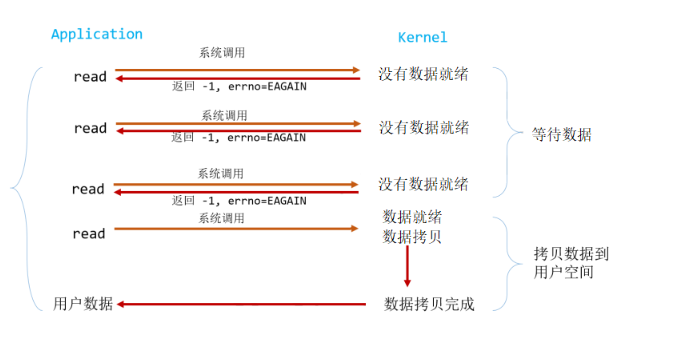 Application
Kernel
系统调用
read
没有数据就绪
返回 -1, errno=EAGAIN
系统调用
read
没有数据就绪
返回 -1, errno=EAGAIN
等待数据
系统调用
read
没有数据就绪
返回 -1, errno=EAGAIN
系统调用
read
数据就绪
数据拷贝
拷贝数据到
用户空间
用户数据
数据拷贝完成